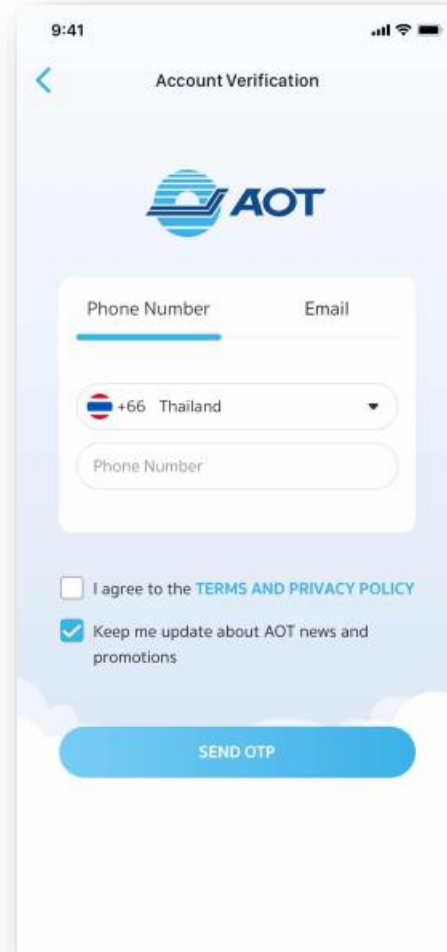 9:41
Account Verification
AOT
Phone Number Email
+66 Thailand
Phone Number
I agree to the TERMS AND PRIVACY POLICY
Keep me update about AOT news and
promotions
SEND OTP